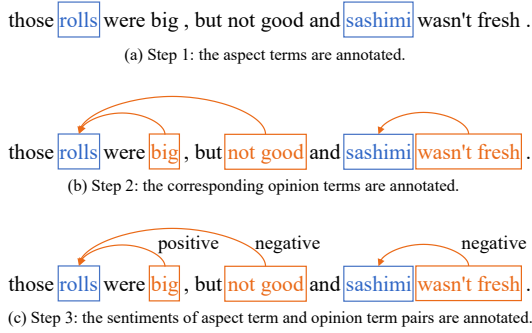 those rolls were big , but not good and sashimi wasn't fresh .
(a) Step 1: the aspect terms are annotated.
those rolls were big , but not good and sashimi wasn't fresh .
(b) Step 2: the corresponding opinion terms are annotated.
positive negative negative
those rolls were big , but not good and sashimi wasn't fresh .
(c) Step 3: the sentiments of aspect term and opinion term pairs are annotated.